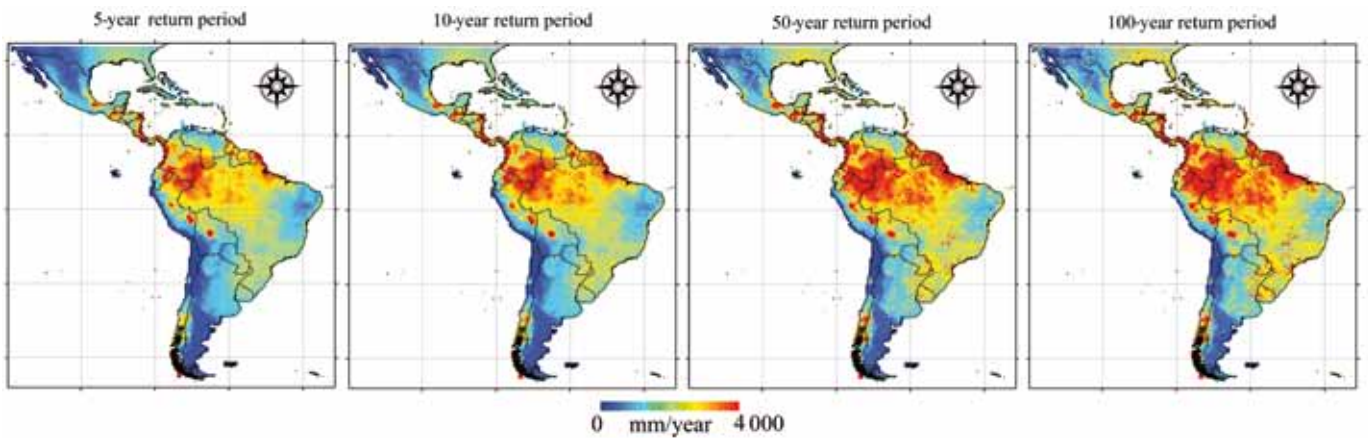 5-year return period
10-year return period
50-year return period
100-year return period
0 mm/year 4 000